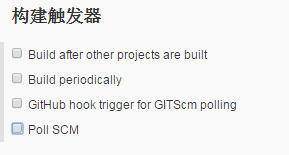 构建触发器
Build after other projects are built
Build periodically
GitHub hook trigger for GITScm polling
Poll SCM